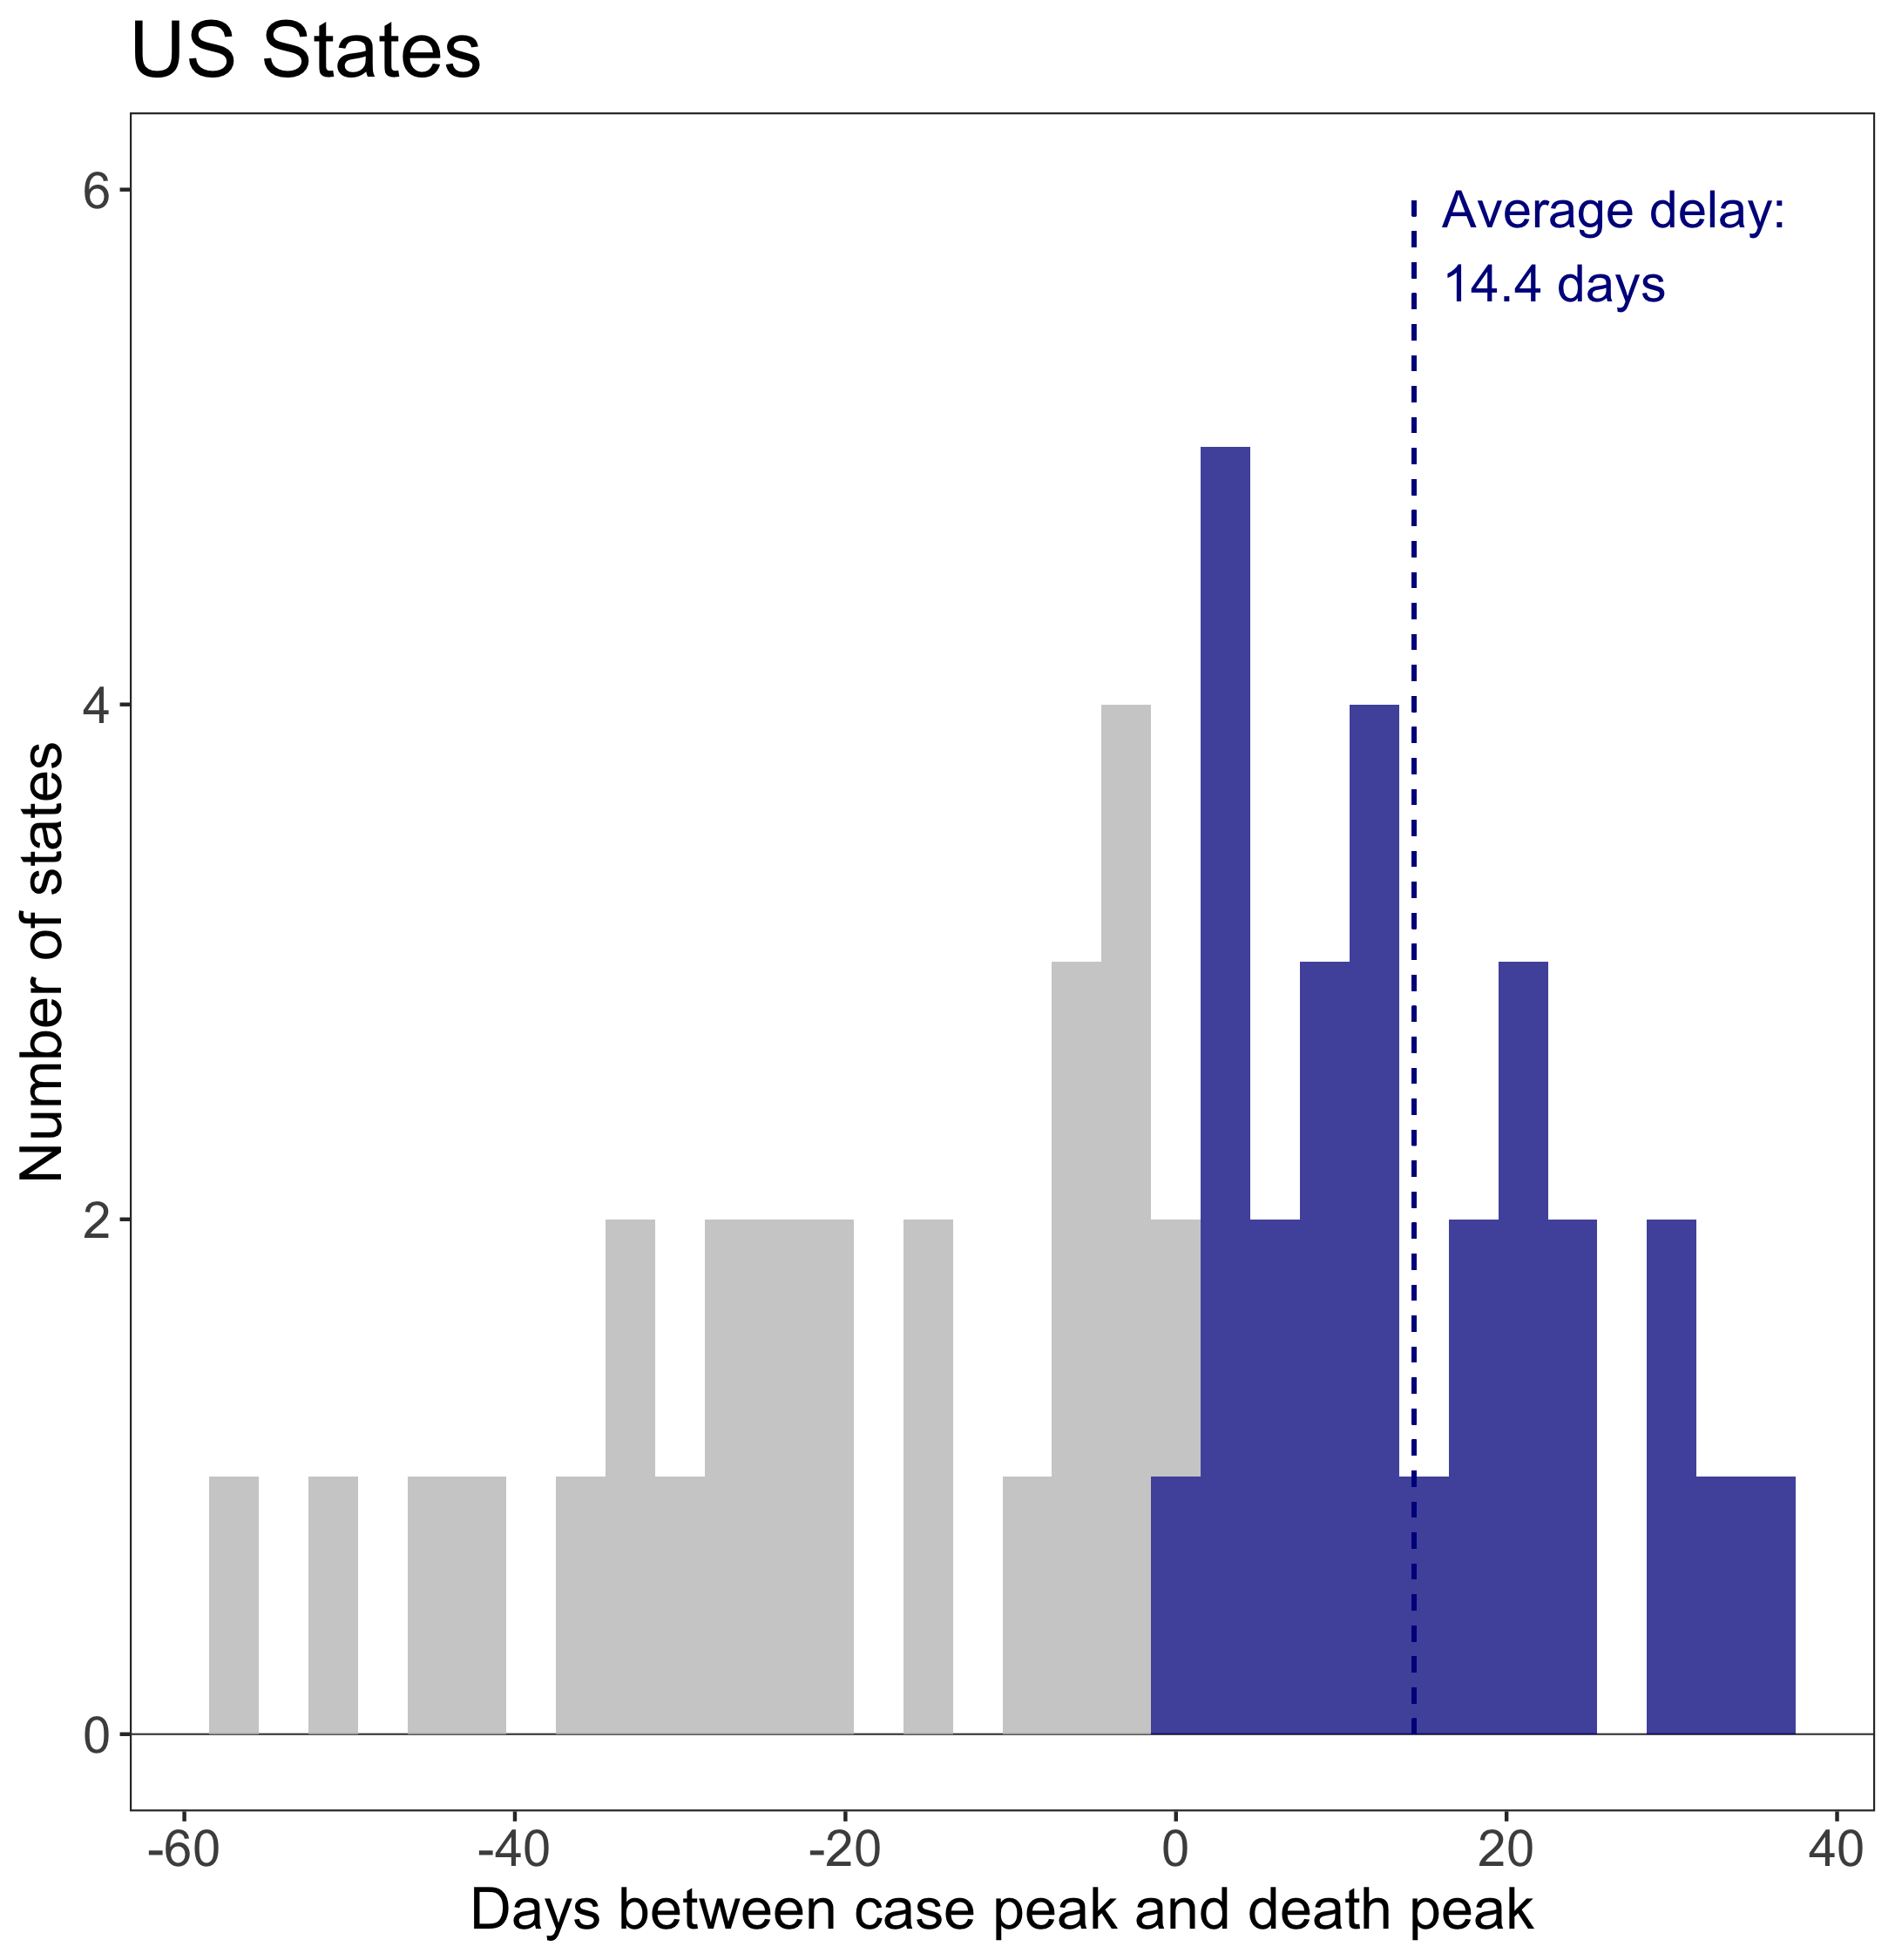 US States
6
4
2
0
Number of states
Average delay:
14.4 days
-60
-40
-20
0
20
40
Days between case peak and death peak